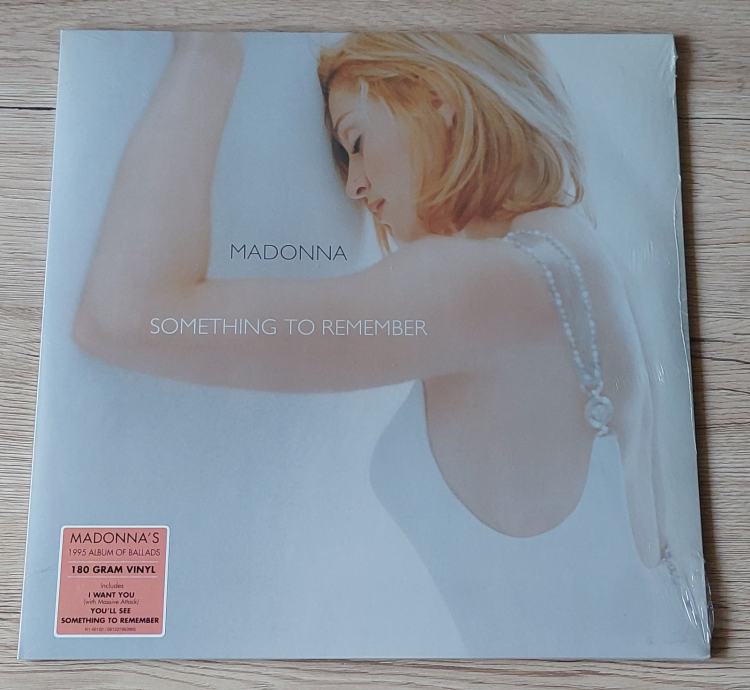 MADONNA
SOMETHING TO REMEMBER
MADONNA'S
1995 ALBUM OF BALLADS
180 GRAM VINYL
includes
I WANT YOU
(with Massive Attack)
YOU'LL SEE
SOMETHING TO REMEMBER